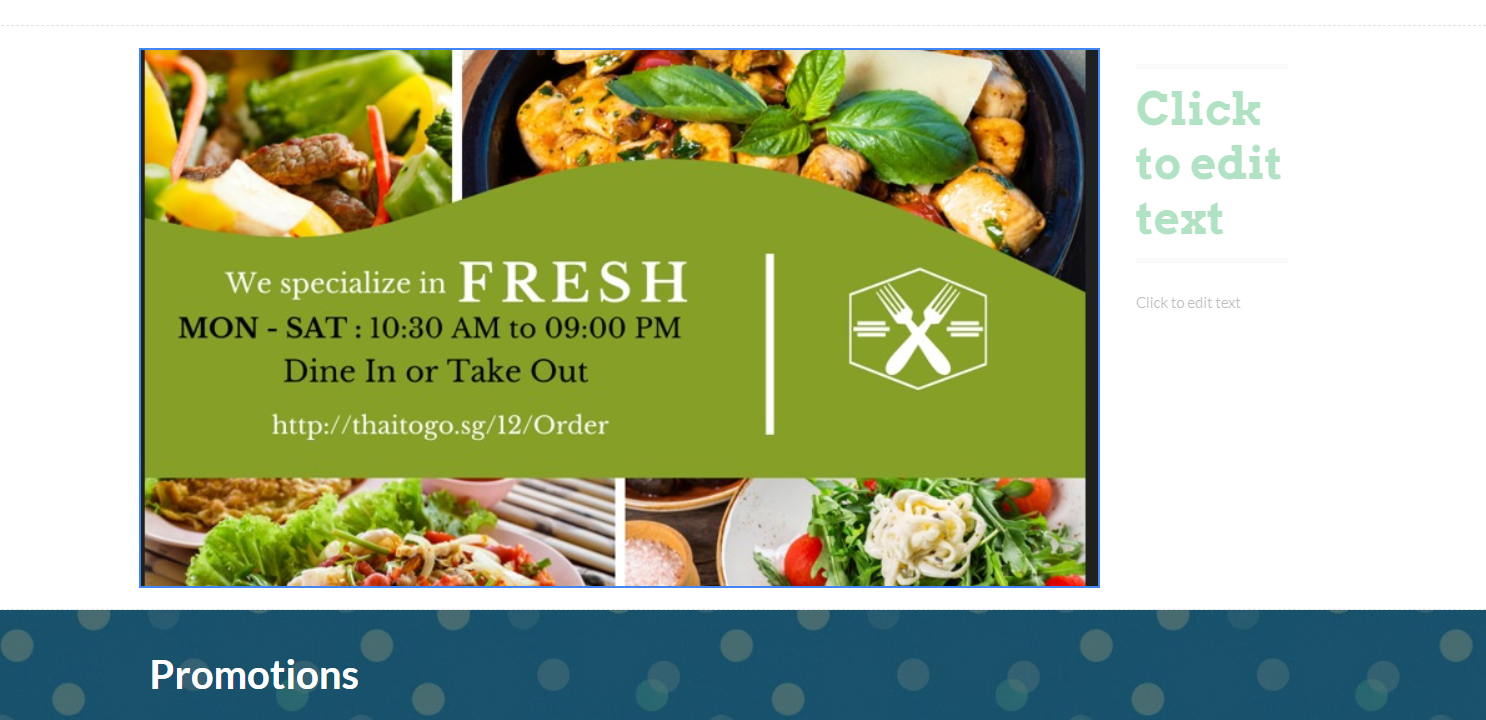 We specialize in FRESH
MON - SAT : 10:30 AM to 09:00 PM
Dine In or Take Out
http://thaitogo.sg/12/Order
Click
to edit
text
Click to edit text
Promotions